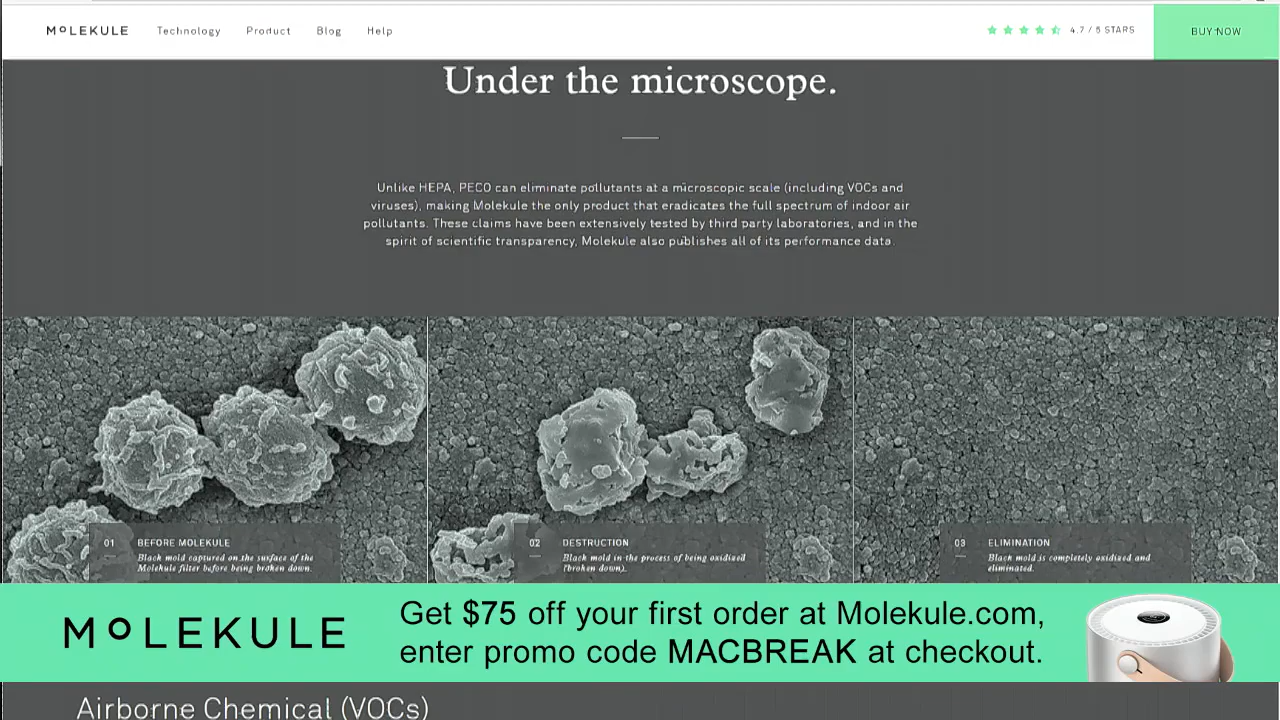 MOLEKULE Technology Product Blog Help 4.7 / 5 STARS BUY NOW
Under the microscope.
Unlike HEPA, PECO can eliminate pollutants at a microscopic scale (including VOCs and
viruses), making Molekule the only product that eradicates the full spectrum of indoor air
pollutants. These claims have been extensively tested by third party laboratories, and in the
spirit of scientific transparency, Molekule also publishes all of its performance data.
01 BEFORE MOLEKULE
Black mold captured on the surface of the
Molekule filter before being broken down.
02 DESTRUCTION
Black mold in the process of being oxidized
(broken down).
03 ELIMINATION
Black mold is completely oxidized and
eliminated.
MOLEKULE
Get $75 off your first order at Molekule.com,
enter promo code MACBREAK at checkout.
Airborne Chemical (VOCs)